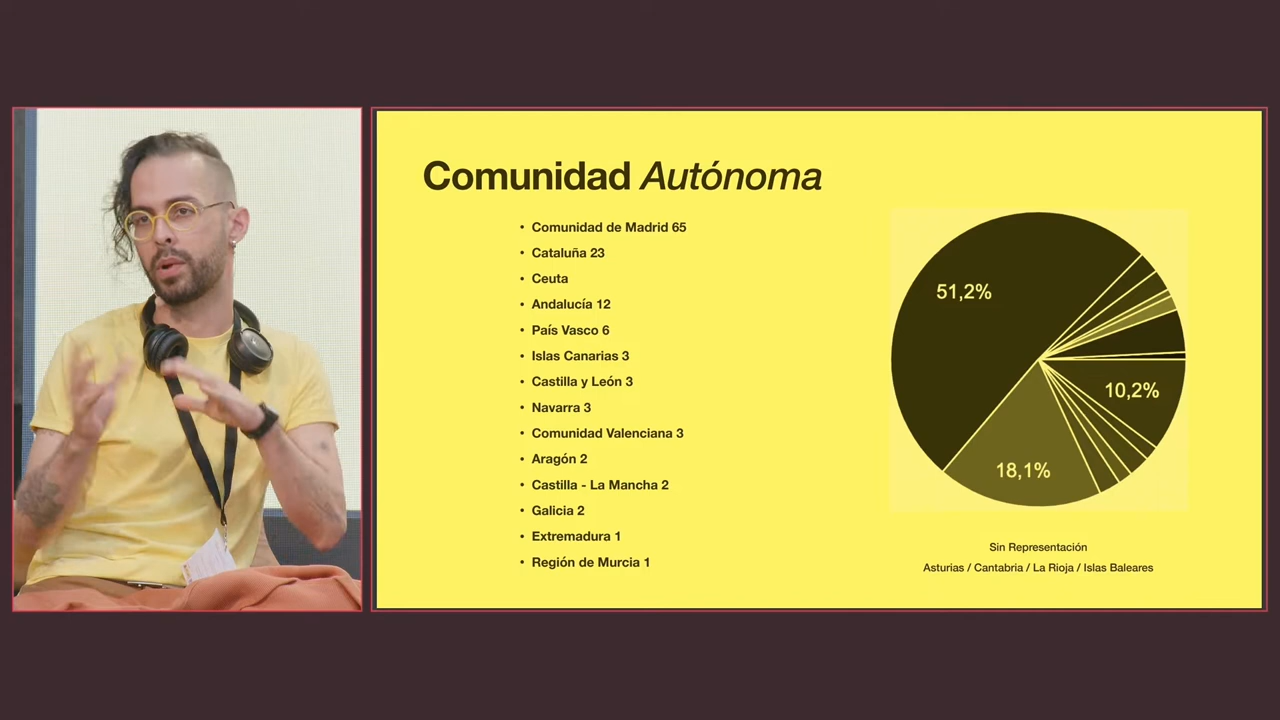 Comunidad Autónoma
• Comunidad de Madrid 65
• Cataluña 23
• Ceuta
• Andalucía 12
• País Vasco 6
• Islas Canarias 3
• Castilla y León 3
• Navarra 3
• Comunidad Valenciana 3
• Aragón 2
• Castilla - La Mancha 2
• Galicia 2
• Extremadura 1
• Región de Murcia 1
51,2%
10,2%
18,1%
Sin Representación
Asturias / Cantabria / La Rioja / Islas Baleares